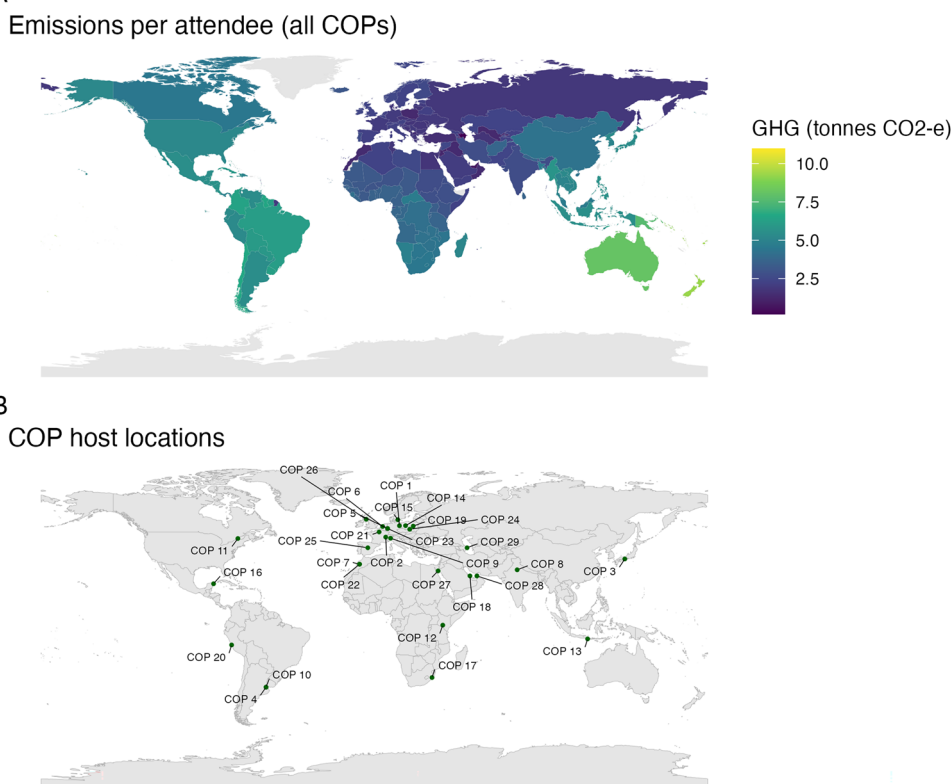 Emissions per attendee (all COPs)
GHG (tonnes CO2-e)
10.0
7.5
5.0
2.5
B
COP host locations
COP 26
COP 6
COP 1
COP 14
COP 5
COP 15
COP 19
COP 24
COP 21
COP 25
COP 23
COP 29
COP 11
COP 7
COP 2
COP 9
COP 8
COP 3
COP 16
COP 22
COP 27
COP 28
COP 18
COP 12
COP 13
COP 20
COP 17
COP 10
COP 4